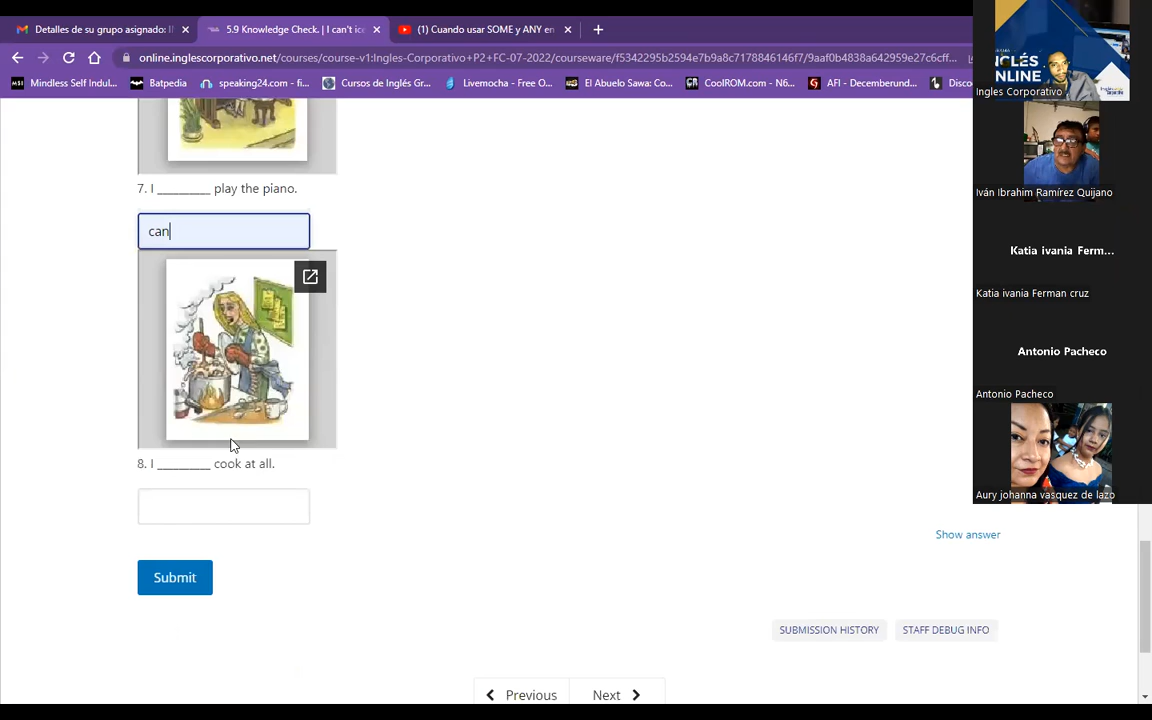 Detalles de su grupo asignado: II
5.9 Knowledge Check. | I can't ice
(1) Cuando usar SOME y ANY en
online.inglescorporativo.net/courses/course-v1:Ingles-Corporativo+P2+FC-07-2022/courseware/f5342295b2594e7b9a8c7178846146f7/9aaf0b4838a642959e27c6cff...
Mindless Self Indul...
Batpedia
speaking24.com - fi...
Cursos de Inglés Gr...
Livemocha - Free O...
El Abuelo Sawa: Co...
CoolROM.com - N6...
AFI - Decemberund...
Disco
INGLÉS
ONLINE
Ingles Corporativo
Iván Ibrahim Ramírez Quijano
Katia ivania Ferm...
Katia ivania Ferman cruz
Antonio Pacheco
Antonio Pacheco
Aury johanna vasquez de lazo
7. I _________ play the piano.
can
8. I _________ cook at all.
Show answer
Submit
SUBMISSION HISTORY
STAFF DEBUG INFO
Previous
Next